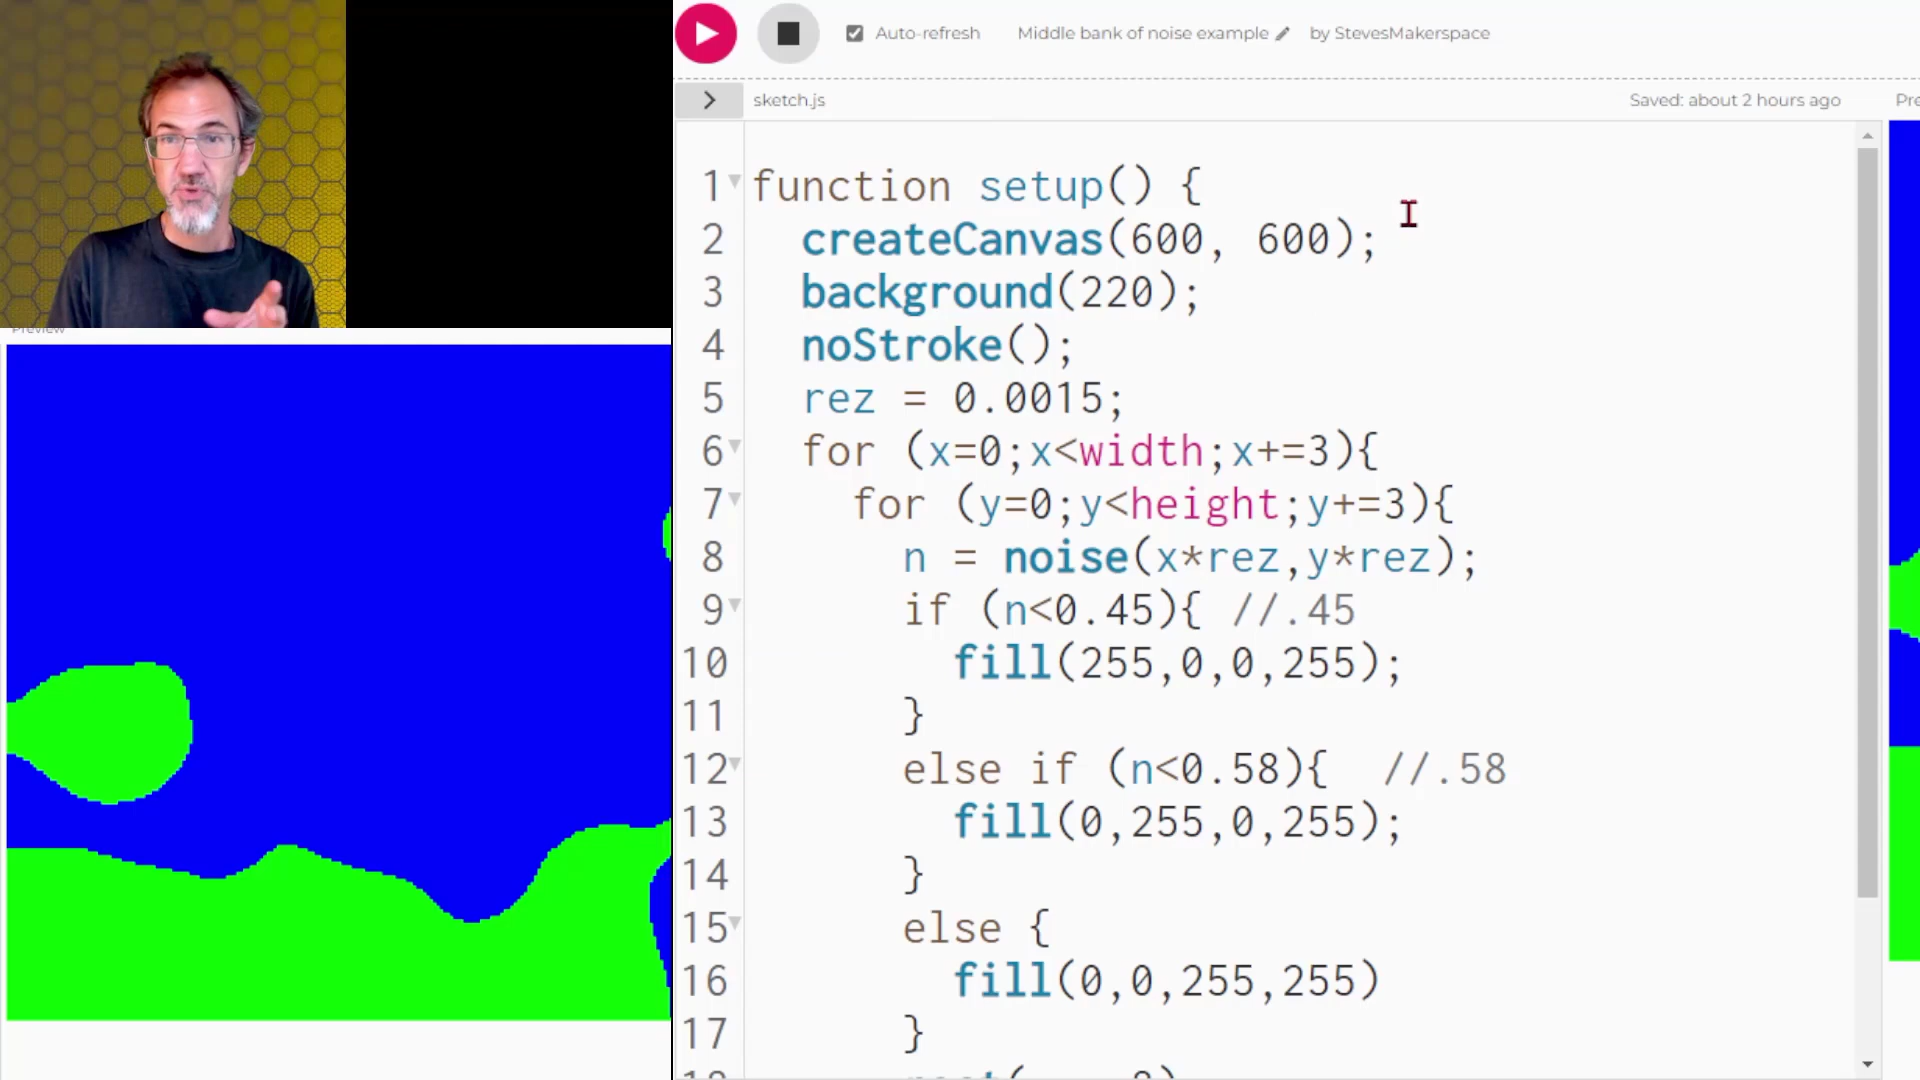 Auto-refresh
Middle bank of noise example
by StevesMakerspace
sketch.js
Saved: about 2 hours ago
Preview
1 function setup() {
2 createCanvas(600, 600);
3 background(220);
4 noStroke();
5 rez = 0.0015;
6 for (x=0;x<width;x+=3){
7 for (y=0;y<height;y+=3){
8 n = noise(x*rez,y*rez);
9 if (n<0.45){ //.45
10 fill(255,0,0,255);
11 }
12 else if (n<0.58){ //.58
13 fill(0,255,0,255);
14 }
15 else {
16 fill(0,0,255,255)
17 }